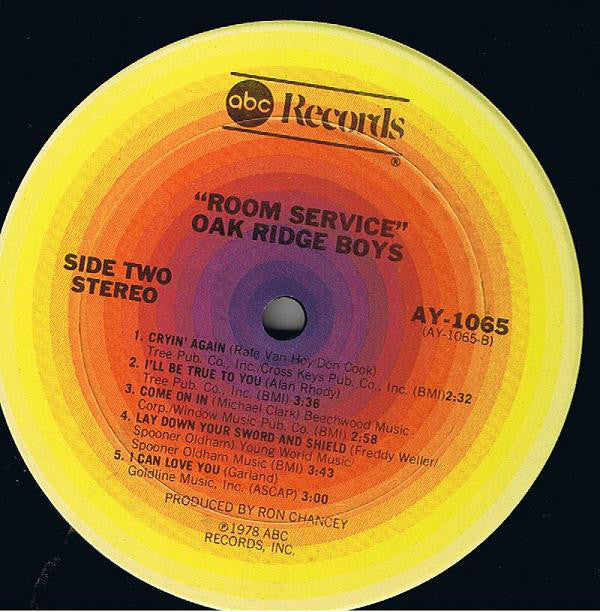 abc Records
®
"ROOM SERVICE"
OAK RIDGE BOYS
SIDE TWO
STEREO
AY-1065
(AY-1065-B)
1. CRYIN' AGAIN (Rafe Van Hoy/Don Cook)
Tree Pub. Co., Inc./Cross Keys Pub. Co., Inc. (BMI) 2:32
2. I'LL BE TRUE TO YOU (Alan Rhody)
Tree Pub. Co., Inc. (BMI) 3:36
3. COME ON IN (Michael Clark) Beechwood Music
Corp./Window Music Pub. Co. (BMI) 2:58
4. LAY DOWN YOUR SWORD AND SHIELD (Freddy Weller/
Spooner Oldham) Young World Music/
Spooner Oldham Music (BMI) 3:43
5. I CAN LOVE YOU (Garland)
Goldline Music, Inc. (ASCAP) 3:00
PRODUCED BY RON CHANCEY
℗1978 ABC
RECORDS, INC.